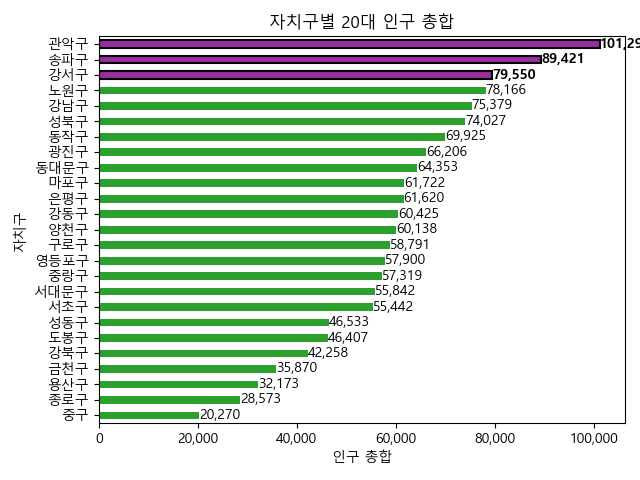 자치구별 20대 인구 총합
관악구 101,29
송파구 89,421
강서구 79,550
노원구 78,166
강남구 75,379
성북구 74,027
동작구 69,925
광진구 66,206
동대문구 64,353
마포구 61,722
은평구 61,620
강동구 60,425
양천구 60,138
구로구 58,791
영등포구 57,900
중랑구 57,319
서대문구 55,842
서초구 55,442
성동구 46,533
도봉구 46,407
강북구 42,258
금천구 35,870
용산구 32,173
종로구 28,573
중구 20,270
자치구
0 20,000 40,000 60,000 80,000 100,000
인구 총합